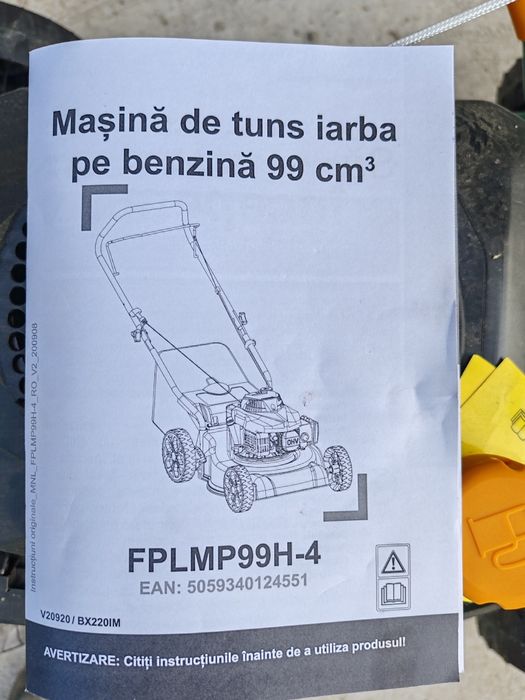 Mașină de tuns iarba
pe benzină 99 cm³
OHV
Instrucțiuni originale_MNL_FPLMP99H-4_RO_V2_200908
FPLMP99H-4
EAN: 5059340124551
V20920 / BX220IM
AVERTIZARE: Citiți instrucțiunile înainte de a utiliza produsul!